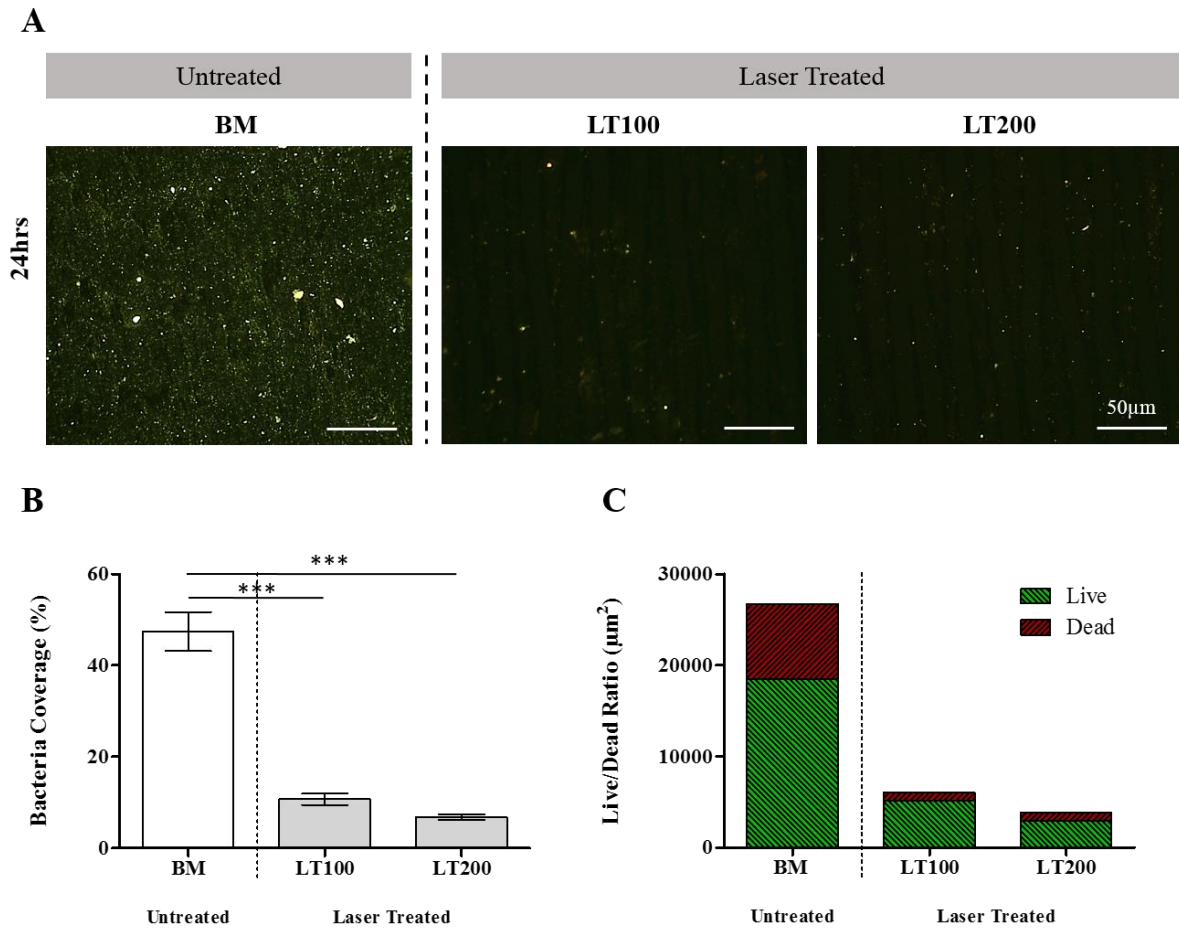 A
Untreated
Laser Treated
BM
LT100
LT200
24hrs
50µm
B
***
***
60
40
20
0
Bacteria Coverage (%)
BM
LT100
LT200
Untreated
Laser Treated
C
30000
20000
10000
0
Live/Dead Ratio (µm²)
Live
Dead
BM
LT100
LT200
Untreated
Laser Treated